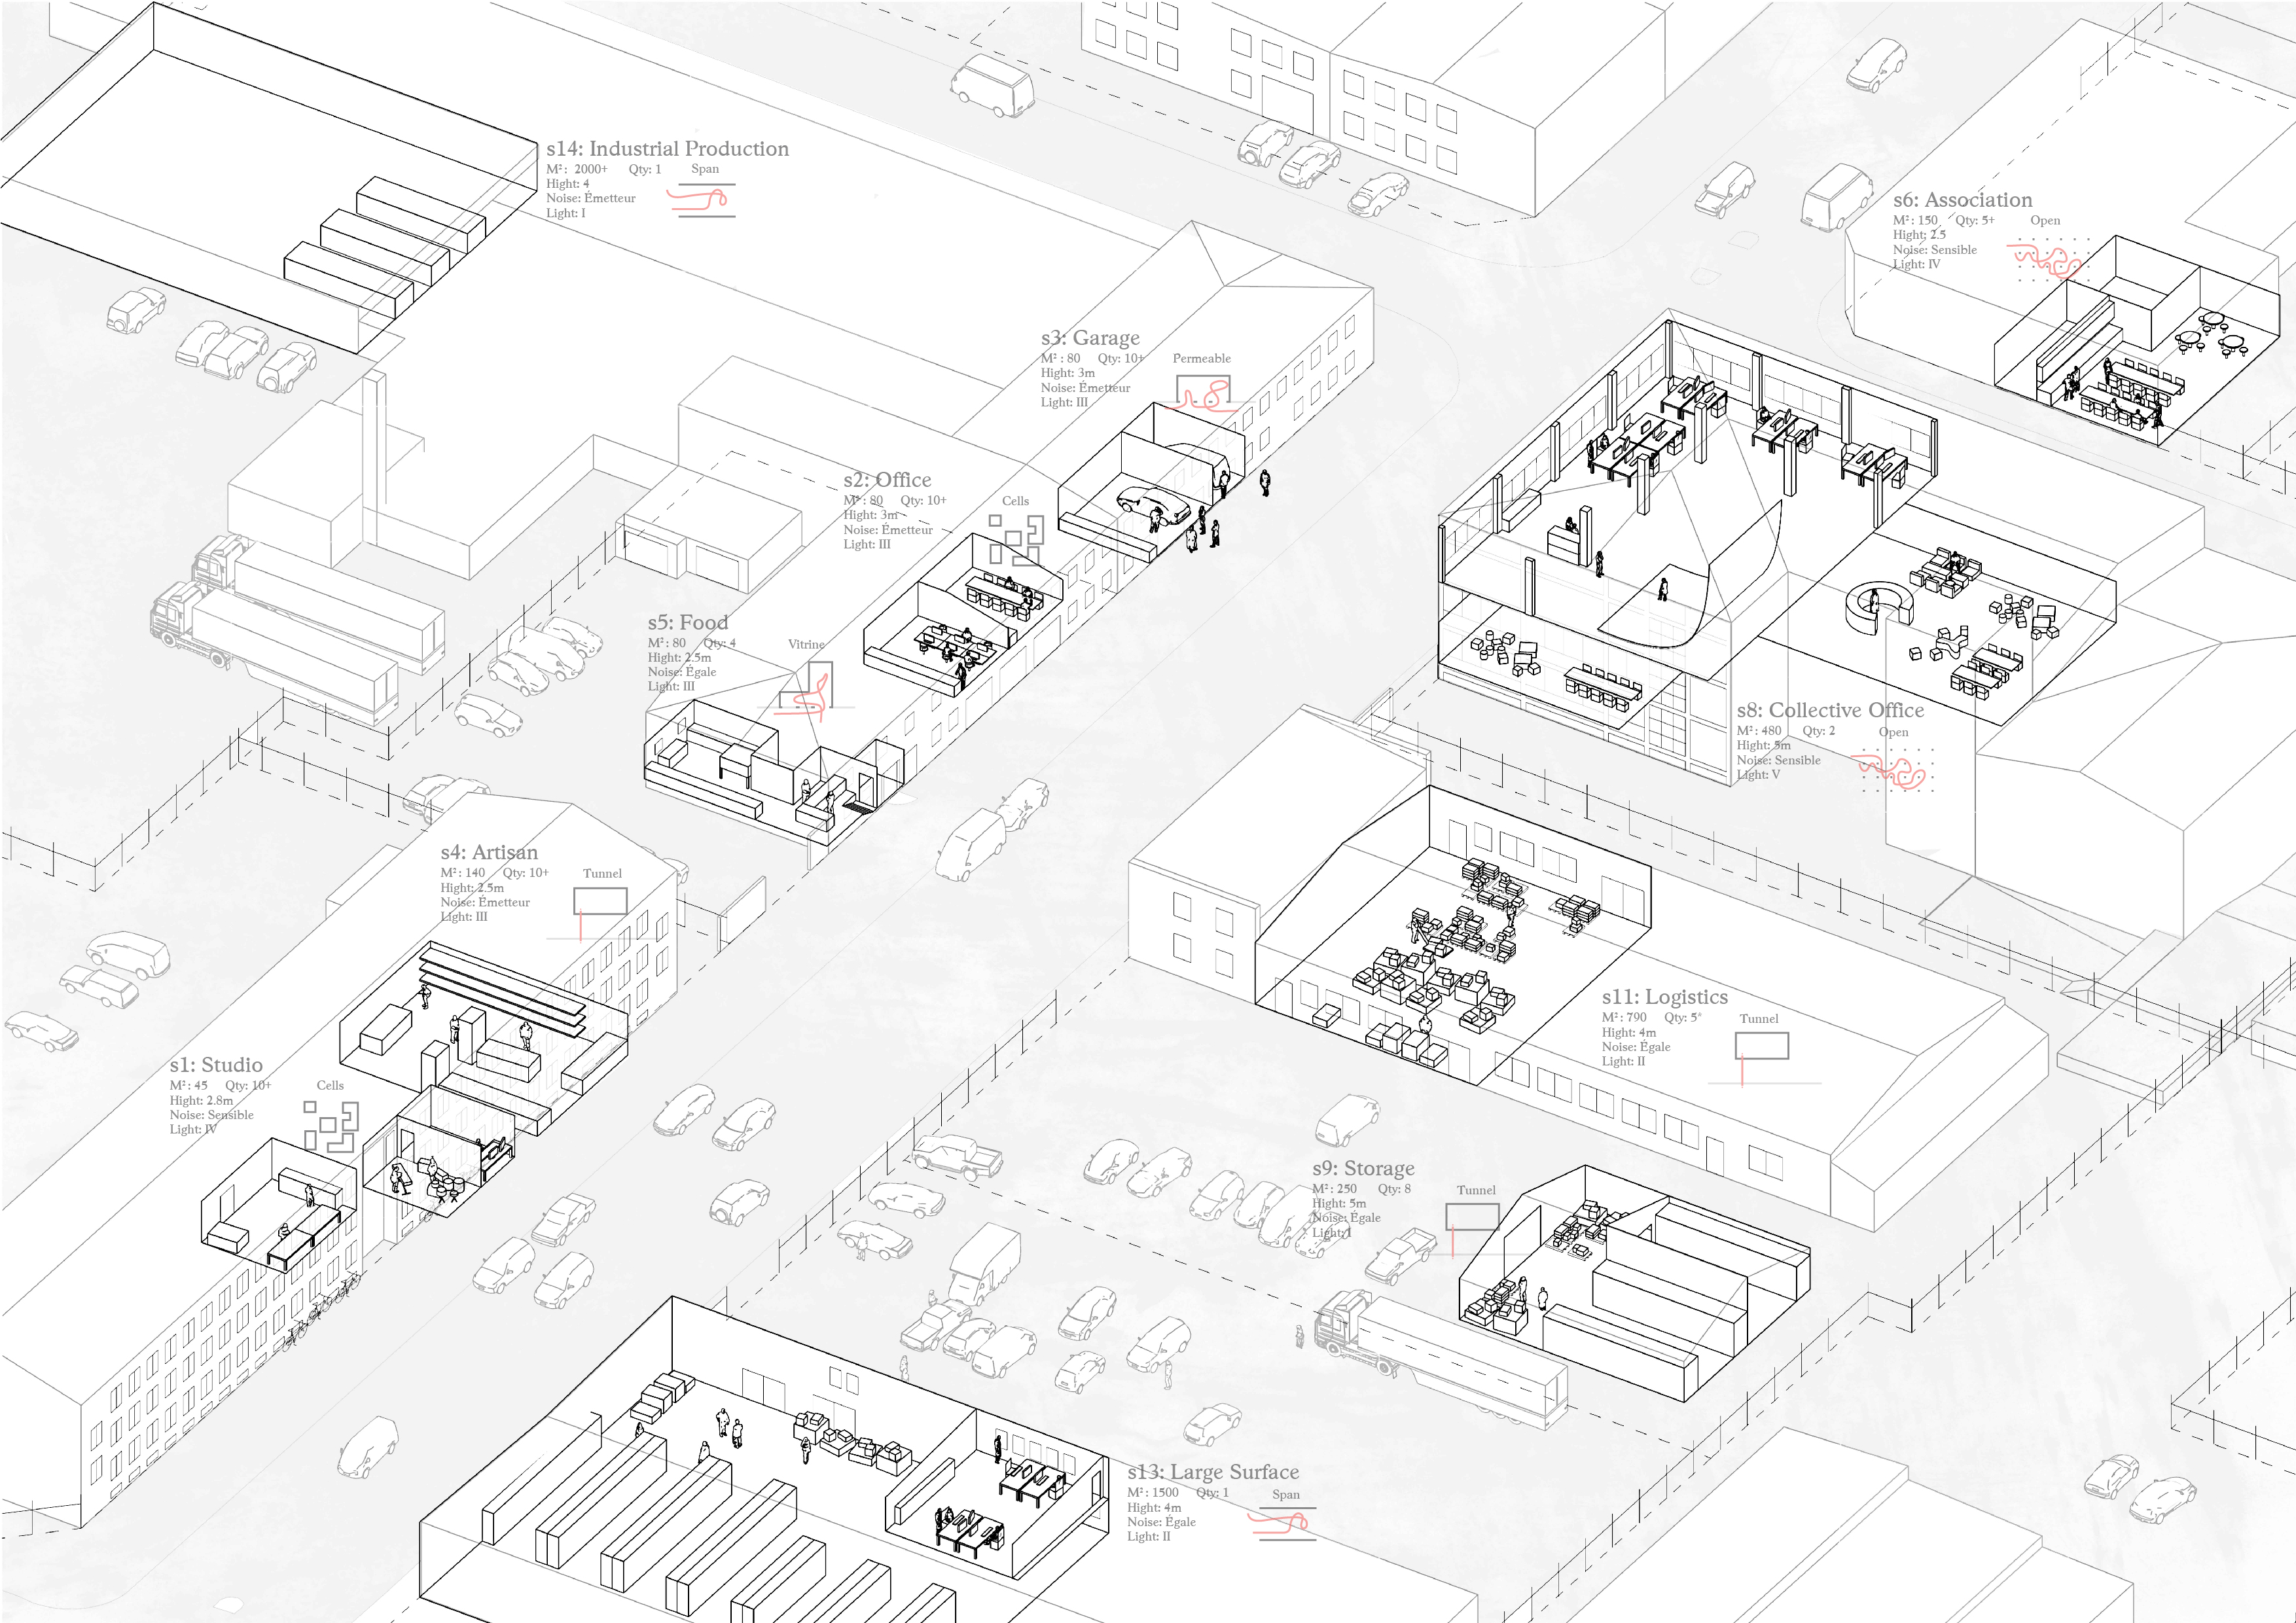 s14: Industrial Production
M²: 2000+ Qty: 1 Span
Hight: 4
Noise: Émetteur
Light: I
s6: Association
M²: 150 Qty: 5+ Open
Hight: 2.5
Noise: Sensible
Light: IV
s3: Garage
M²: 80 Qty: 10+ Permeable
Hight: 3m
Noise: Émetteur
Light: III
s2: Office
M²: 80 Qty: 10+ Cells
Hight: 3m
Noise: Émetteur
Light: III
s5: Food
M²: 80 Qty: 4 Vitrine
Hight: 2.5m
Noise: Égale
Light: III
s8: Collective Office
M²: 480 Qty: 2 Open
Hight: 5m
Noise: Sensible
Light: V
s4: Artisan
M²: 140 Qty: 10+ Tunnel
Hight: 2.5m
Noise: Émetteur
Light: III
s11: Logistics
M²: 790 Qty: 5* Tunnel
Hight: 4m
Noise: Égale
Light: II
s1: Studio
M²: 45 Qty: 10+ Cells
Hight: 2.8m
Noise: Sensible
Light: IV
s9: Storage
M²: 250 Qty: 8 Tunnel
Hight: 5m
Noise: Égale
Light: I
s13: Large Surface
M²: 1500 Qty: 1 Span
Hight: 4m
Noise: Égale
Light: II